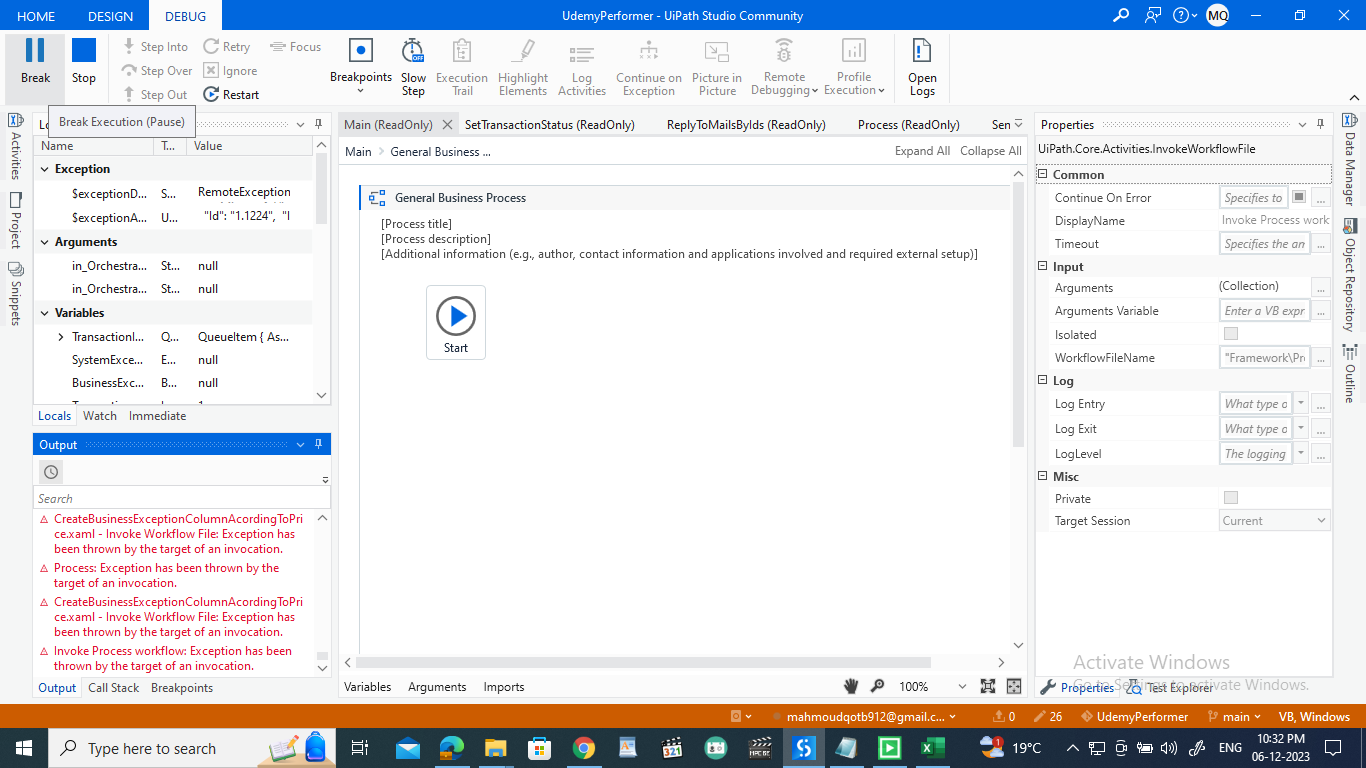 HOME DESIGN DEBUG UdemyPerformer - UiPath Studio Community MQ
Break Stop Step Into Step Over Step Out Retry Ignore Restart Focus
Breakpoints Slow Step Execution Trail Highlight Elements Log Activities Continue on Exception Picture in Picture Remote Debugging Profile Execution Open Logs
Break Execution (Pause)
Activities
Project
Snippets
Name T... Value
Exception
$exceptionD... S... RemoteException
$exceptionA... U... "Id": "1.1224", "I
Arguments
in_Orchestra... St... null
in_Orchestra... St... null
Variables
TransactionI... Q... QueueItem { As...
SystemExce... E... null
BusinessExc... B... null
Locals Watch Immediate
Output
Search
CreateBusinessExceptionColumnAcordingToPri
ce.xaml - Invoke Workflow File: Exception has
been thrown by the target of an invocation.
Process: Exception has been thrown by the
target of an invocation.
CreateBusinessExceptionColumnAcordingToPri
ce.xaml - Invoke Workflow File: Exception has
been thrown by the target of an invocation.
Invoke Process workflow: Exception has been
thrown by the target of an invocation.
Output Call Stack Breakpoints
Main (ReadOnly) SetTransactionStatus (ReadOnly) ReplyToMailsByIds (ReadOnly) Process (ReadOnly) Sen
Main General Business ... Expand All Collapse All
General Business Process
[Process title]
[Process description]
[Additional information (e.g., author, contact information and applications involved and required external setup)]
Start
Variables Arguments Imports 100%
Properties
UiPath.Core.Activities.InvokeWorkflowFile
Common
Continue On Error Specifies to ...
DisplayName Invoke Process work
Timeout Specifies the an ...
Input
Arguments (Collection) ...
Arguments Variable Enter a VB expr ...
Isolated
WorkflowFileName "Framework\Pr ...
Log
Log Entry What type o ...
Log Exit What type o ...
LogLevel The logging ...
Misc
Private
Target Session Current
Activate Windows
Go to Settings to activate Windows.
Properties Test Explorer
Data Manager
Object Repository
Outline
mahmoudqotb912@gmail.c... 0 26 UdemyPerformer main VB, Windows
Type here to search 321 19°C ENG 10:32 PM
06-12-2023